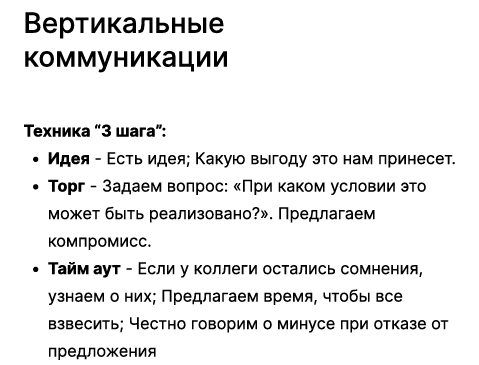 Вертикальные
коммуникации
Техника “3 шага”:
• Идея - Есть идея; Какую выгоду это нам принесет.
• Торг - Задаем вопрос: «При каком условии это
может быть реализовано?». Предлагаем
компромисс.
• Тайм аут - Если у коллеги остались сомнения,
узнаем о них; Предлагаем время, чтобы все
взвесить; Честно говорим о минусе при отказе от
предложения